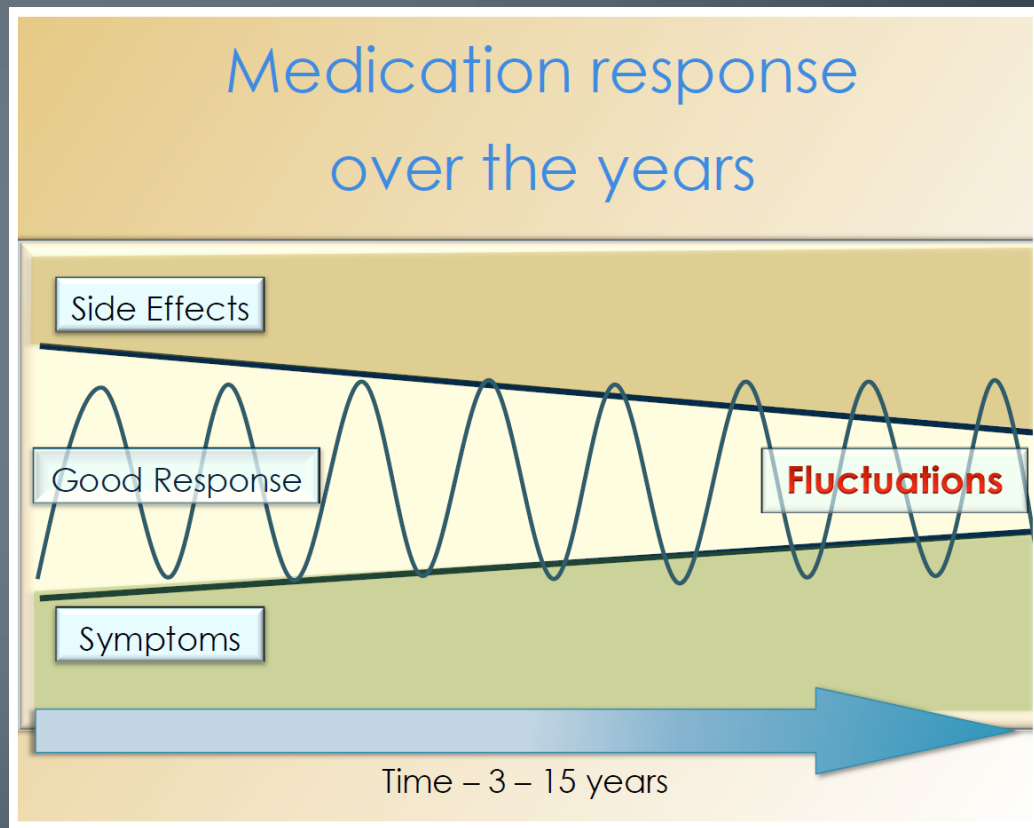 Medication response
over the years
Side Effects
Good Response
Fluctuations
Symptoms
Time – 3 – 15 years